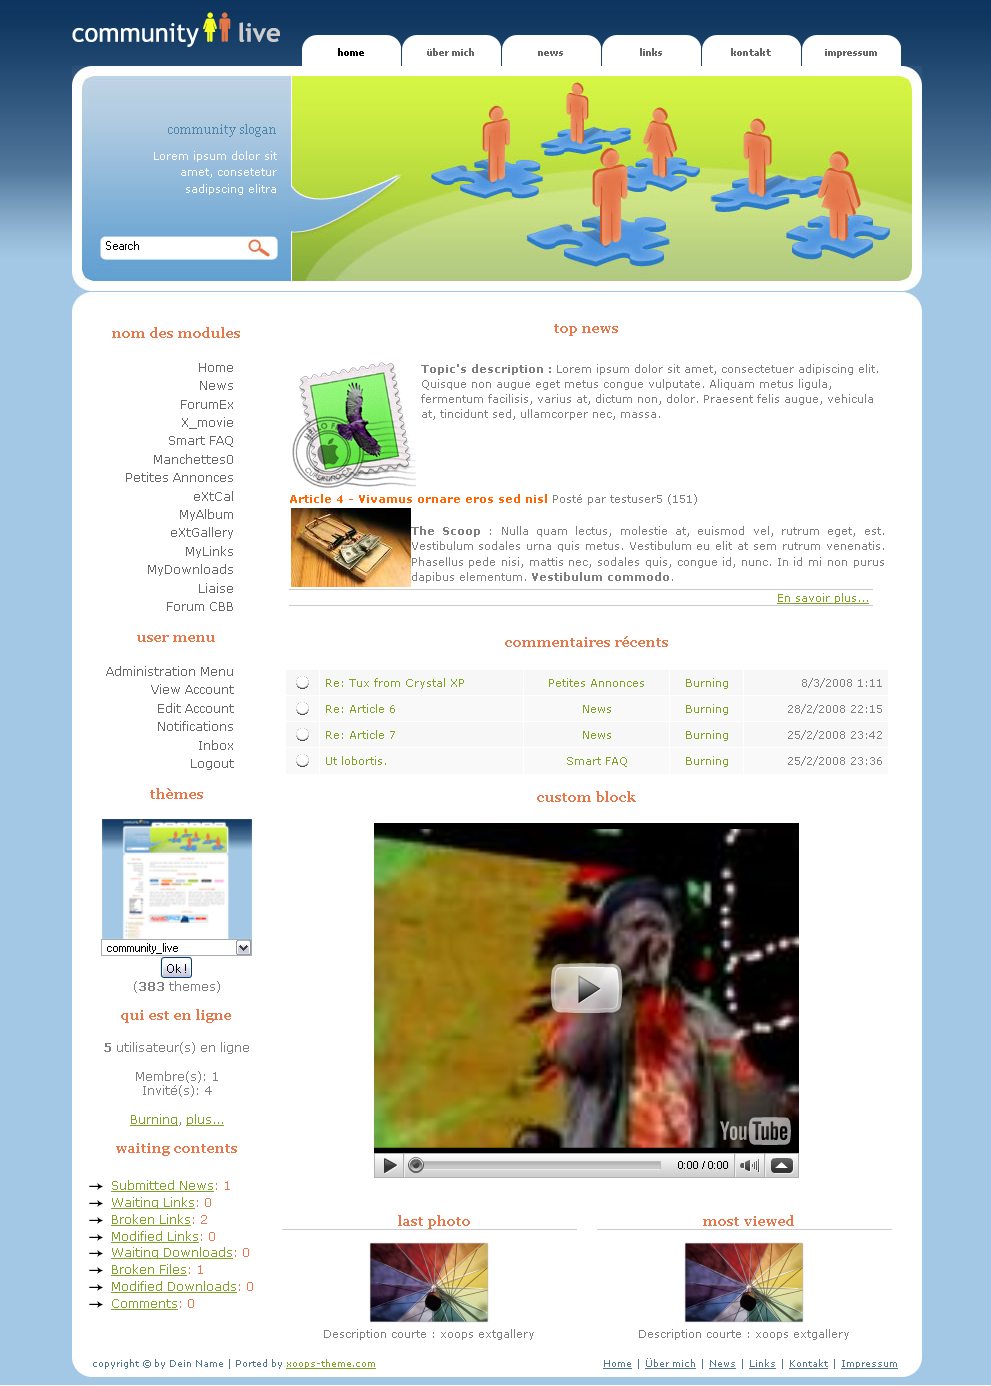 community live
home
über mich
news
links
kontakt
impressum
community slogan
Lorem ipsum dolor sit
amet, consetetur
sadipscing elitra
Search
nom des modules
Home
News
ForumEx
X_movie
Smart FAQ
Manchettes0
Petites Annonces
eXtCal
MyAlbum
eXtGallery
MyLinks
MyDownloads
Liaise
Forum CBB
user menu
Administration Menu
View Account
Edit Account
Notifications
Inbox
Logout
thèmes
community_live
Ok !
(383 themes)
qui est en ligne
5 utilisateur(s) en ligne
Membre(s): 1
Invité(s): 4
Burning, plus...
waiting contents
Submitted News: 1
Waiting Links: 0
Broken Links: 2
Modified Links: 0
Waiting Downloads: 0
Broken Files: 1
Modified Downloads: 0
Comments: 0
top news
Topic's description : Lorem ipsum dolor sit amet, consectetuer adipiscing elit.
Quisque non augue eget metus congue vulputate. Aliquam metus ligula,
fermentum facilisis, varius at, dictum non, dolor. Praesent felis augue, vehicula
at, tincidunt sed, ullamcorper nec, massa.
Article 4 - Vivamus ornare eros sed nisl Posté par testuser5 (151)
The Scoop : Nulla quam lectus, molestie at, euismod vel, rutrum eget, est.
Vestibulum sodales urna quis metus. Vestibulum eu elit at sem rutrum venenatis.
Phasellus pede nisi, mattis nec, sodales quis, congue id, nunc. In id mi non purus
dapibus elementum. Vestibulum commodo.
En savoir plus...
commentaires récents
Re: Tux from Crystal XP Petites Annonces Burning 8/3/2008 1:11
Re: Article 6 News Burning 28/2/2008 22:15
Re: Article 7 News Burning 25/2/2008 23:42
Ut lobortis. Smart FAQ Burning 25/2/2008 23:36
custom block
YouTube
0:00 / 0:00
last photo
Description courte : xoops extgallery
most viewed
Description courte : xoops extgallery
copyright © by Dein Name | Ported by xoops-theme.com
Home | Über mich | News | Links | Kontakt | Impressum